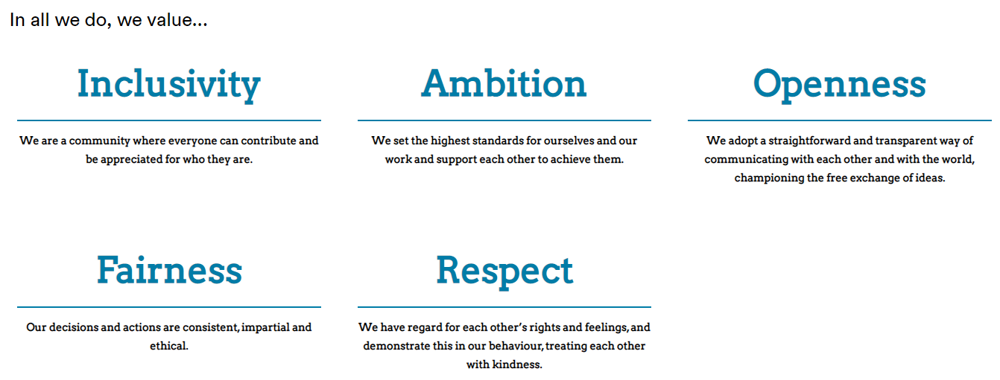 In all we do, we value...
Inclusivity
We are a community where everyone can contribute and
be appreciated for who they are.
Ambition
We set the highest standards for ourselves and our
work and support each other to achieve them.
Openness
We adopt a straightforward and transparent way of
communicating with each other and with the world,
championing the free exchange of ideas.
Fairness
Our decisions and actions are consistent, impartial and
ethical.
Respect
We have regard for each other’s rights and feelings, and
demonstrate this in our behaviour, treating each other
with kindness.